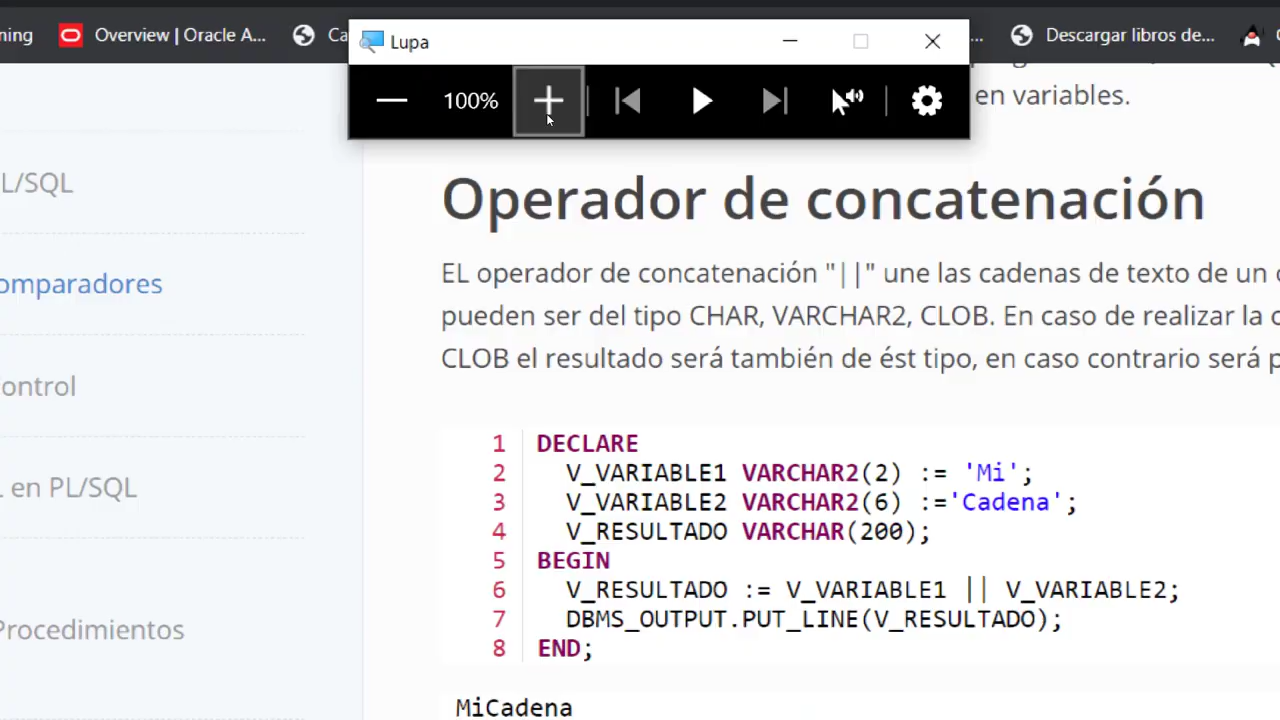 ning
Overview | Oracle A...
Ca
Lupa
...
Descargar libros de...
100%
en variables.
L/SQL
omparadores
ontrol
L en PL/SQL
Procedimientos
Operador de concatenación
EL operador de concatenación "||" une las cadenas de texto de un
pueden ser del tipo CHAR, VARCHAR2, CLOB. En caso de realizar la
CLOB el resultado será también de ést tipo, en caso contrario será
1 DECLARE
2 V_VARIABLE1 VARCHAR2(2) := 'Mi';
3 V_VARIABLE2 VARCHAR2(6) :='Cadena';
4 V_RESULTADO VARCHAR(200);
5 BEGIN
6 V_RESULTADO := V_VARIABLE1 || V_VARIABLE2;
7 DBMS_OUTPUT.PUT_LINE(V_RESULTADO);
8 END;
MiCadena